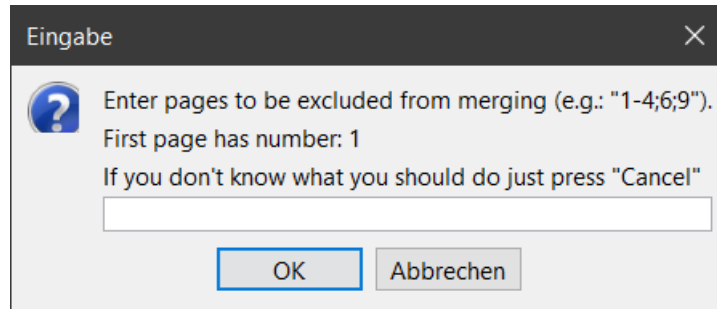 Eingabe
Enter pages to be excluded from merging (e.g.: "1-4;6;9").
First page has number: 1
If you don't know what you should do just press "Cancel"
OK Abbrechen